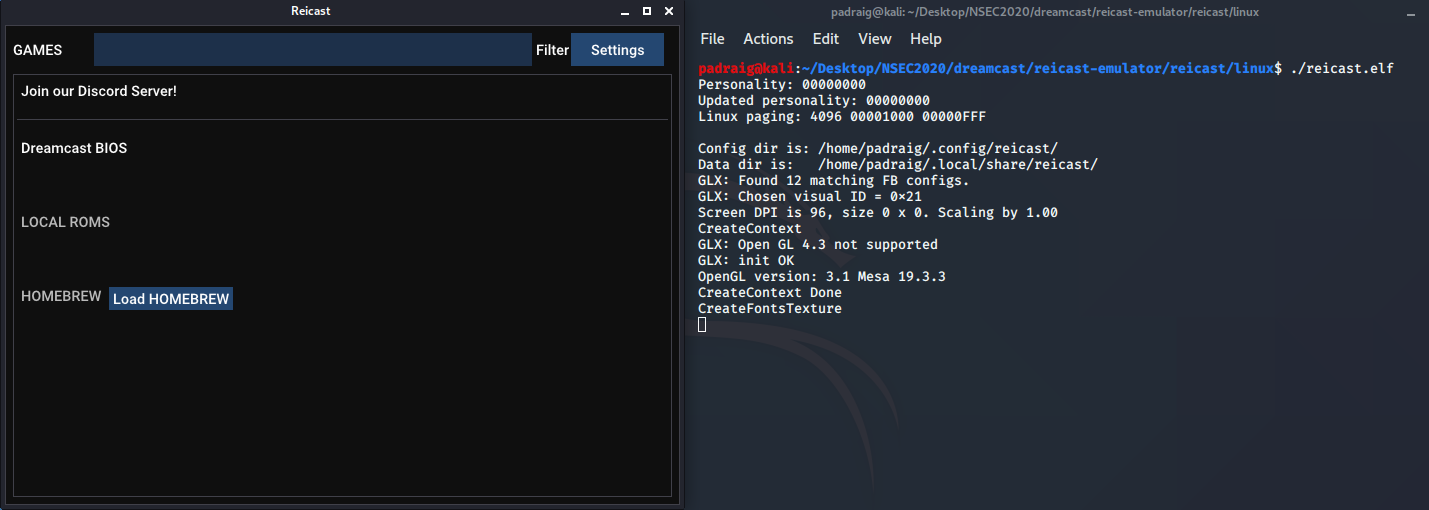 Reicast
GAMES Filter Settings
Join our Discord Server!
Dreamcast BIOS
LOCAL ROMS
HOMEBREW Load HOMEBREW
padraig@kali: ~/Desktop/NSEC2020/dreamcast/reicast-emulator/reicast/linux
File Actions Edit View Help
padraig@kali:~/Desktop/NSEC2020/dreamcast/reicast-emulator/reicast/linux$ ./reicast.elf
Personality: 00000000
Updated personality: 00000000
Linux paging: 4096 00001000 00000FFF
Config dir is: /home/padraig/.config/reicast/
Data dir is:   /home/padraig/.local/share/reicast/
GLX: Found 12 matching FB configs.
GLX: Chosen visual ID = 0×21
Screen DPI is 96, size 0 x 0. Scaling by 1.00
CreateContext
GLX: Open GL 4.3 not supported
GLX: init OK
OpenGL version: 3.1 Mesa 19.3.3
CreateContext Done
CreateFontsTexture